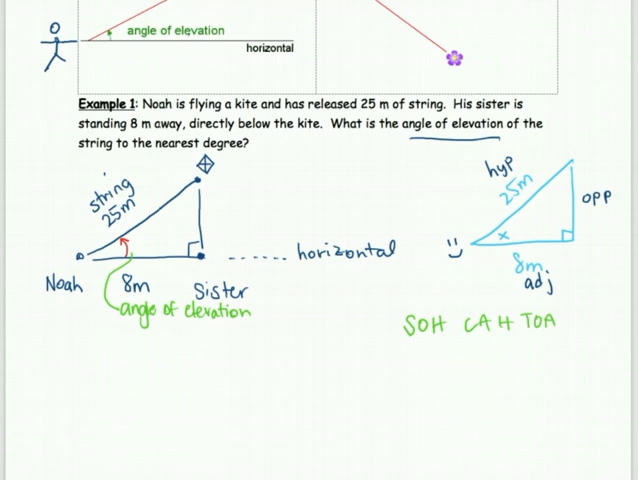 angle of elevation
horizontal
Example 1: Noah is flying a kite and has released 25 m of string. His sister is
standing 8 m away, directly below the kite. What is the angle of elevation of the
string to the nearest degree?
string
25m
Noah
8m
Sister
angle of elevation
...... horizontal
hyp
25m
opp
x
8m
adj
SOH CAH TOA